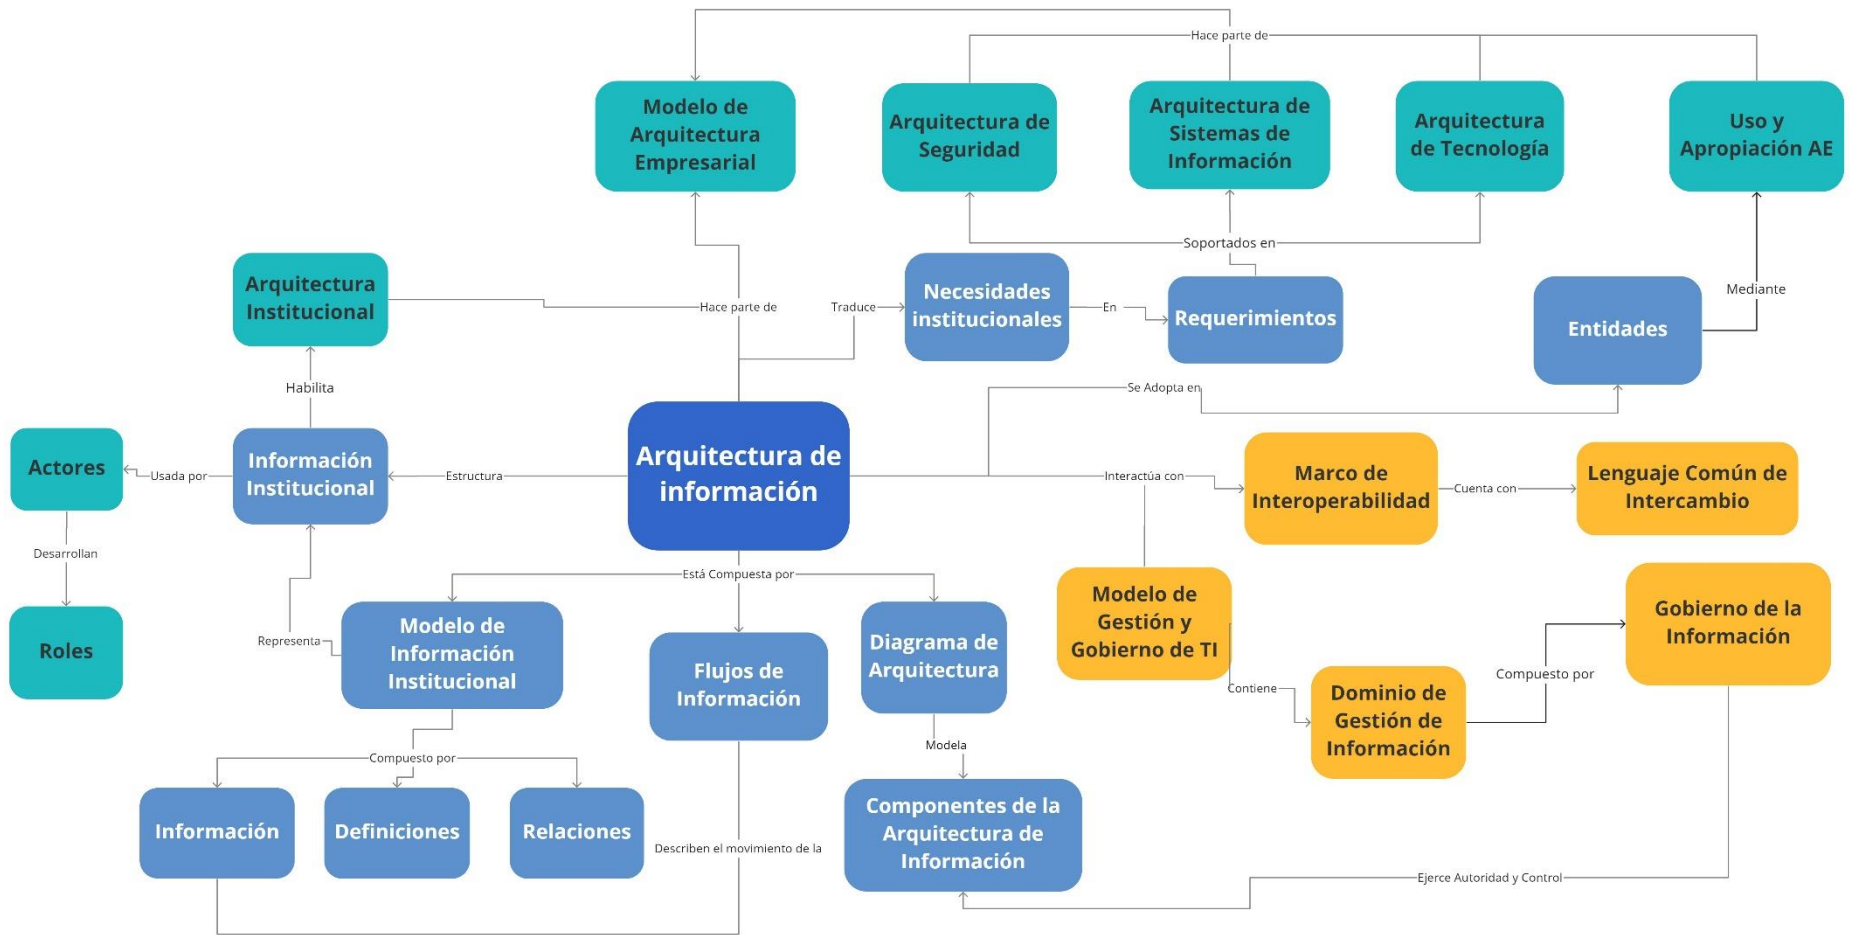 Hace parte de
Modelo de
Arquitectura
Empresarial
Arquitectura de
Seguridad
Arquitectura de
Sistemas de
Información
Arquitectura
de Tecnología
Uso y
Apropiación AE
Soportados en
Arquitectura
Institucional
Hace parte de
Traduce
Necesidades
institucionales
En
Requerimientos
Entidades
Mediante
Habilita
Se Adopta en
Actores
Usada por
Información
Institucional
Estructura
Arquitectura de
información
Interactúa con
Marco de
Interoperabilidad
Cuenta con
Lenguaje Común de
Intercambio
Desarrollan
Roles
Está Compuesta por
Representa
Modelo de
Información
Institucional
Flujos de
Información
Diagrama de
Arquitectura
Modelo de
Gestión y
Gobierno de TI
Contiene
Dominio de
Gestión de
Información
Compuesto por
Gobierno de la
Información
Compuesto por
Modela
Información
Definiciones
Relaciones
Describen el movimiento de la
Componentes de la
Arquitectura de
Información
Ejerce Autoridad y Control